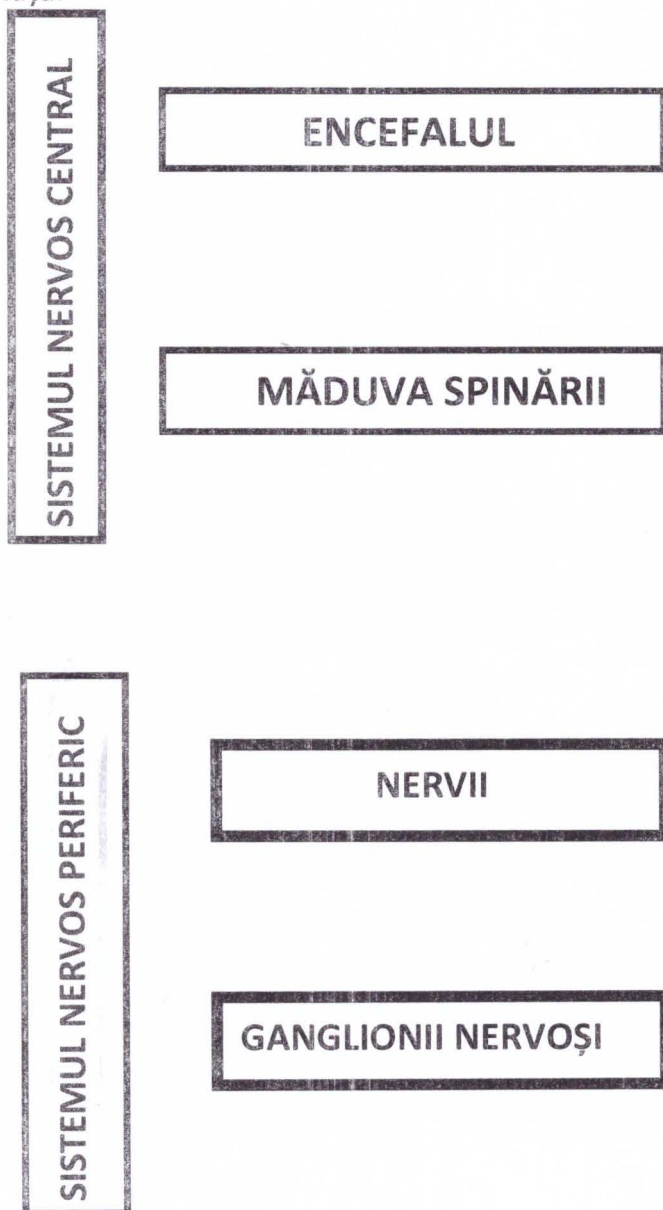 SISTEMUL NERVOS CENTRAL
ENCEFALUL
MĂDUVA SPINĂRII
SISTEMUL NERVOS PERIFERIC
NERVII
GANGLIONII NERVOȘI